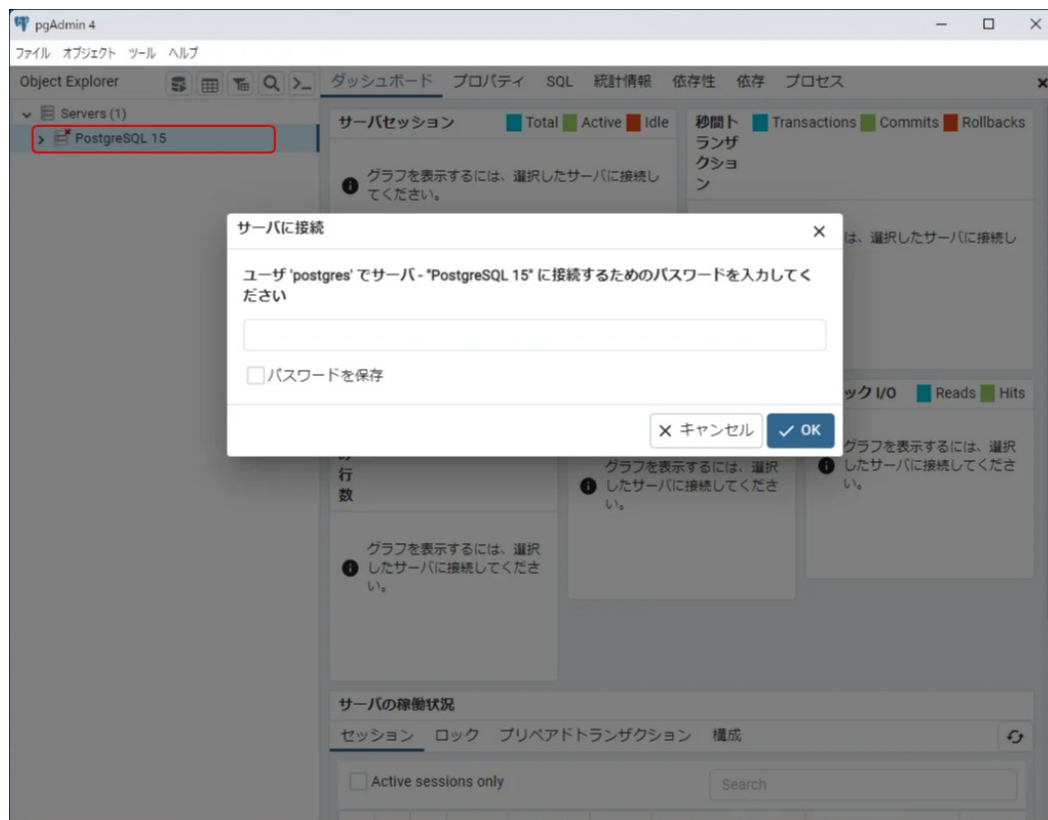 pgAdmin 4
ファイル オブジェクト ツール ヘルプ
Object Explorer
ダッシュボード プロパティ SQL 統計情報 依存性 依存 プロセス
Servers (1)
PostgreSQL 15
サーバセッション
Total Active Idle
秒間トランザクション
Transactions Commits Rollbacks
グラフを表示するには、選択したサーバに接続し
てください。
は、選択したサーバに接続し
サーバに接続
ユーザ 'postgres' でサーバ - "PostgreSQL 15" に接続するためのパスワードを入力してく
ださい
パスワードを保存
キャンセル
OK
ック I/O
Reads Hits
行
数
グラフを表示するには、選択
したサーバに接続してくださ
い。
グラフを表示するには、選択
したサーバに接続してくださ
い。
グラフを表示するには、選択
したサーバに接続してくださ
い。
サーバの稼働状況
セッション ロック プリペアドトランザクション 構成
Active sessions only
Search